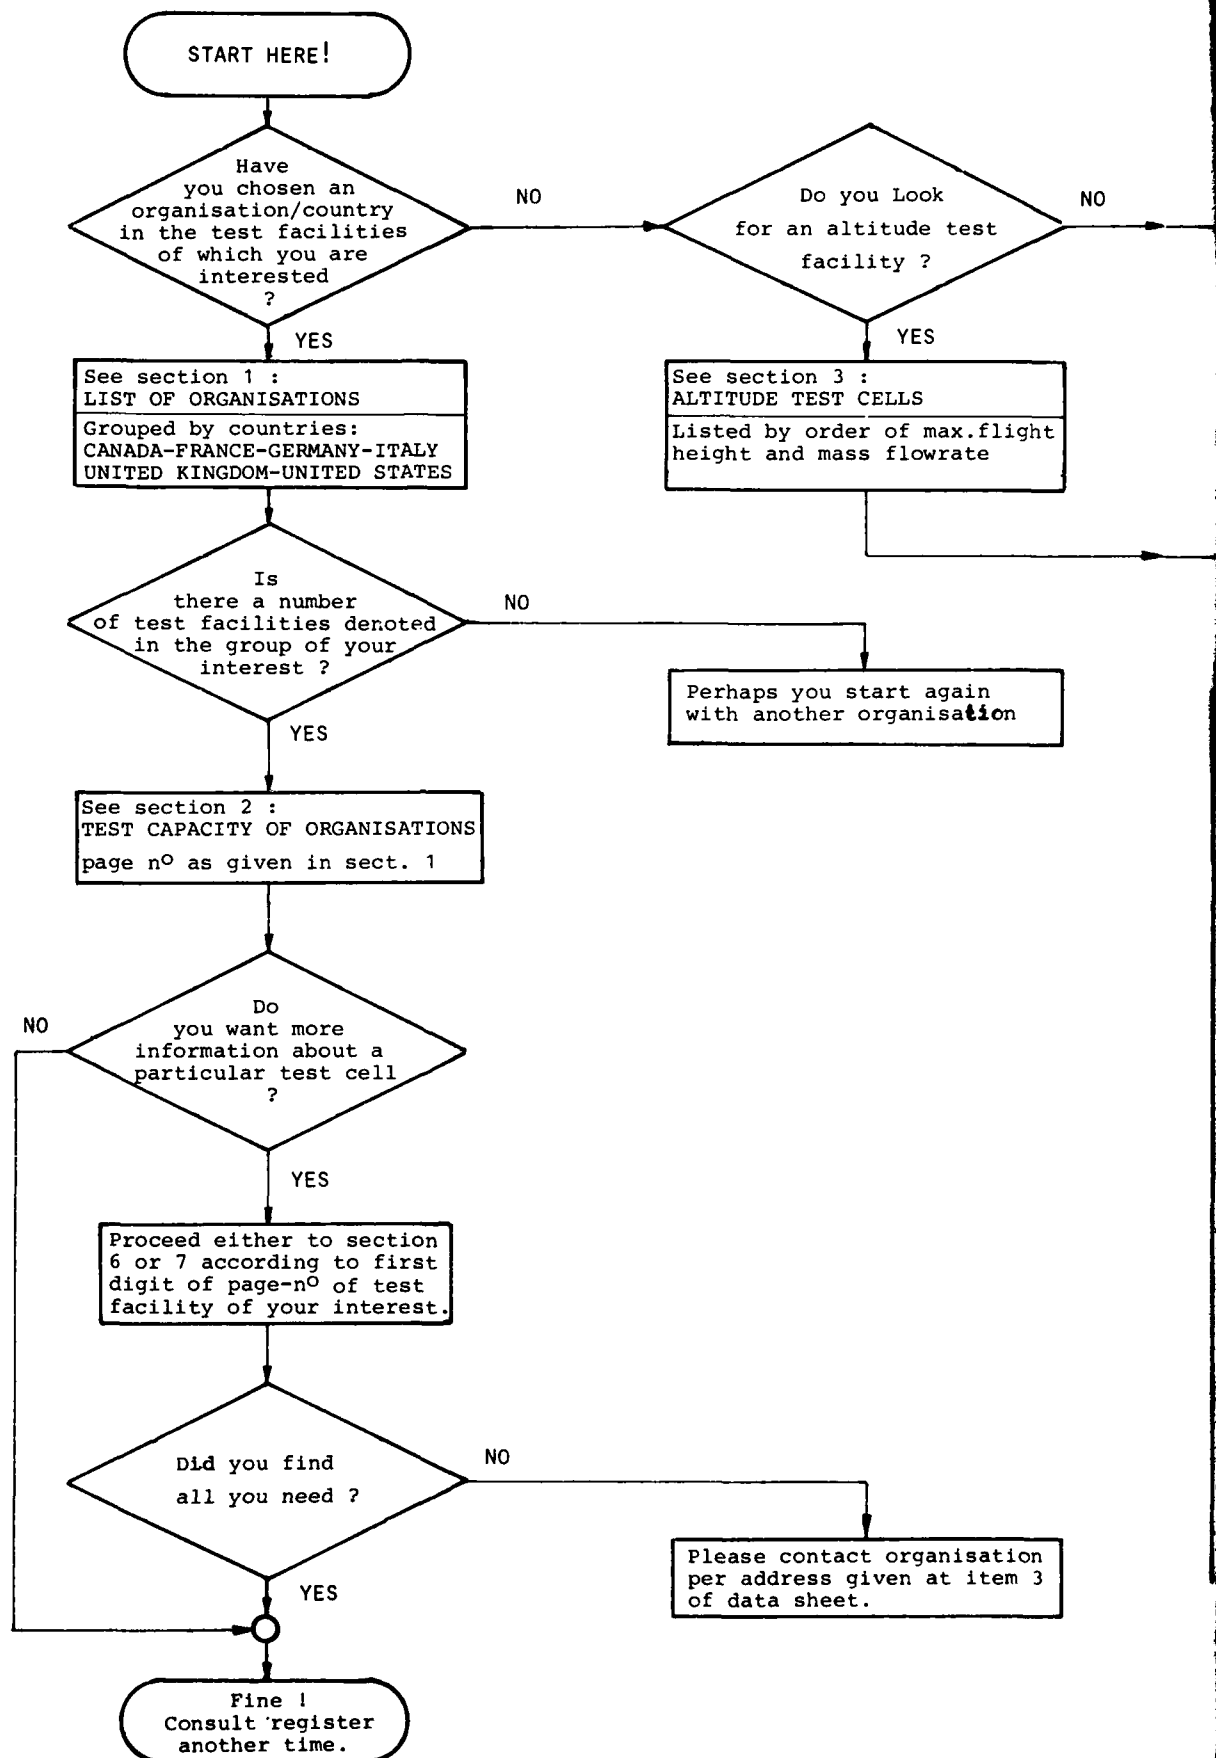 START HERE!
Have
you chosen an
organisation/country
in the test facilities
of which you are
interested
?
NO
Do you Look
for an altitude test
facility ?
NO
YES
YES
See section 1 :
LIST OF ORGANISATIONS
Grouped by countries:
CANADA-FRANCE-GERMANY-ITALY
UNITED KINGDOM-UNITED STATES
See section 3 :
ALTITUDE TEST CELLS
Listed by order of max.flight
height and mass flowrate
Is
there a number
of test facilities denoted
in the group of your
interest ?
NO
Perhaps you start again
with another organisation
YES
See section 2 :
TEST CAPACITY OF ORGANISATIONS
page nº as given in sect. 1
Do
you want more
information about a
particular test cell
?
NO
YES
Proceed either to section
6 or 7 according to first
digit of page-nº of test
facility of your interest.
Did you find
all you need ?
NO
Please contact organisation
per address given at item 3
of data sheet.
YES
Fine !
Consult register
another time.